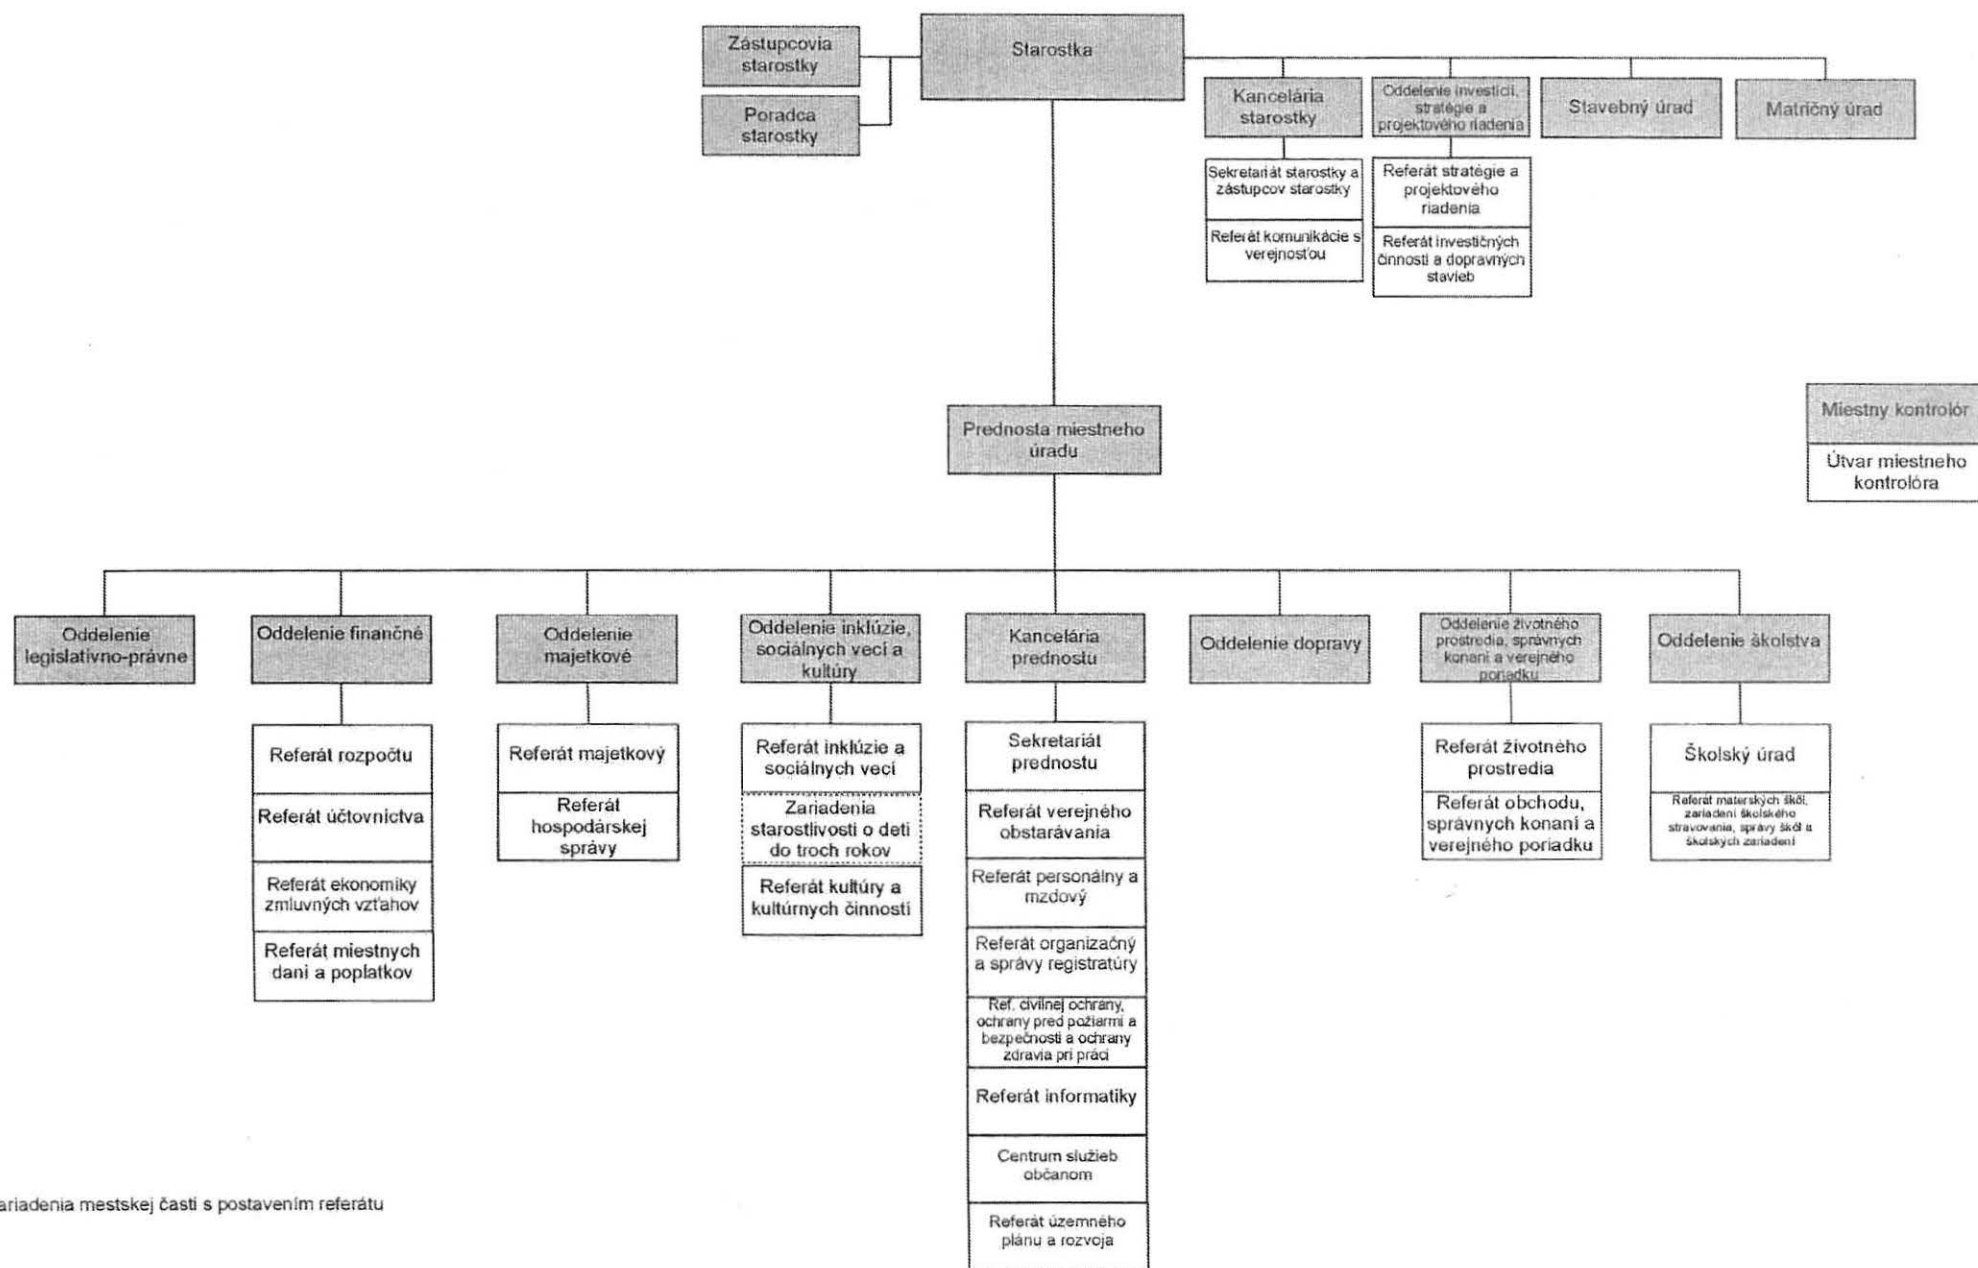 Zástupcovia
starostky
Poradca
starostky
Starostka
Kancelária
starostky
Sekretariát starostky a
zástupcov starostky
Referát komunikácie s
verejnosťou
Oddelenie investícií,
stratégie a
projektového riadenia
Referát stratégie a
projektového
riadenia
Referát investičných
činností a dopravných
stavieb
Stavebný úrad
Matričný úrad
Miestny kontrolór
Útvar miestneho
kontrolóra
Prednosta miestneho
úradu
Oddelenie
legislatívno-právne
Oddelenie finančné
Referát rozpočtu
Referát účtovníctva
Referát ekonomiky
zmluvných vzťahov
Referát miestnych
daní a poplatkov
Oddelenie
majetkové
Referát majetkový
Referát
hospodárskej
správy
Oddelenie inklúzie,
sociálnych vecí a
kultúry
Referát inklúzie a
sociálnych vecí
Zariadenia
starostlivosti o deti
do troch rokov
Referát kultúry a
kultúrnych činností
Kancelária
prednostu
Sekretariát
prednostu
Referát verejného
obstarávania
Referát personálny a
mzdový
Referát organizačný
a správy registratúry
Ref. civilnej ochrany,
ochrany pred požiarmi a
bezpečnosti a ochrany
zdravia pri práci
Referát informatiky
Centrum služieb
občanom
Referát územného
plánu a rozvoja
Oddelenie dopravy
Oddelenie životného
prostredia, správnych
konaní a verejného
poriadku
Referát životného
prostredia
Referát obchodu,
správnych konaní a
verejného poriadku
Oddelenie školstva
Školský úrad
Referát materských škôl,
zariadení školského
stravovania, správy škôl a
školských zariadení
ariadenia mestskej časti s postavením referátu